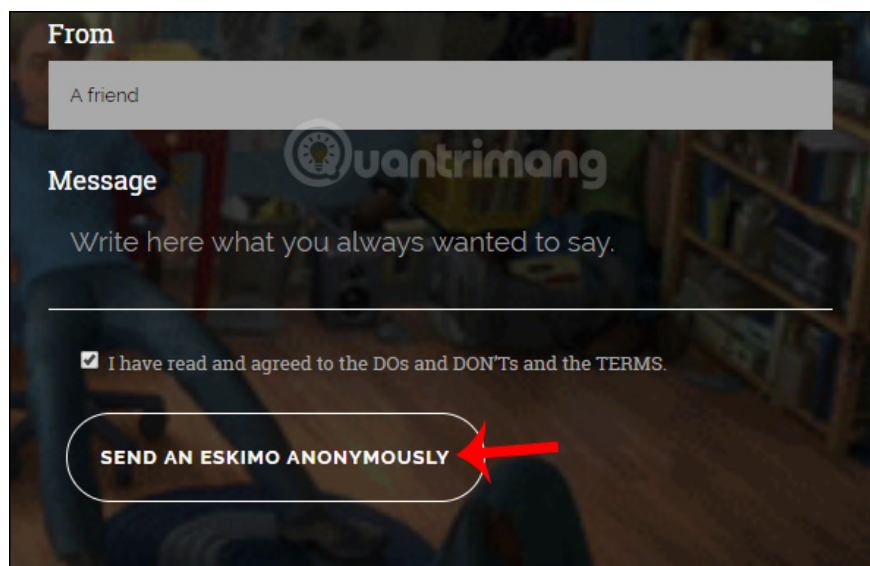 From
A friend
Quantrimang
Message
Write here what you always wanted to say.
I have read and agreed to the DOs and DON'Ts and the TERMS.
SEND AN ESKIMO ANONYMOUSLY